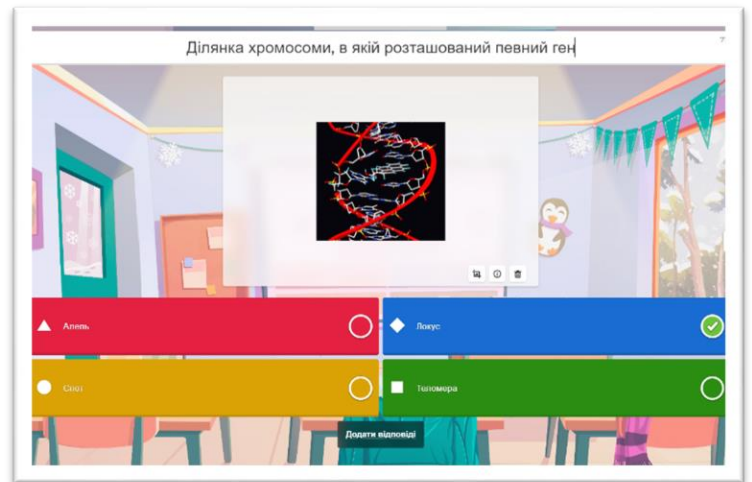 Ділянка хромосоми, в якій розташований певний ген
Алель
Локус
Теломера
Додати відповіді